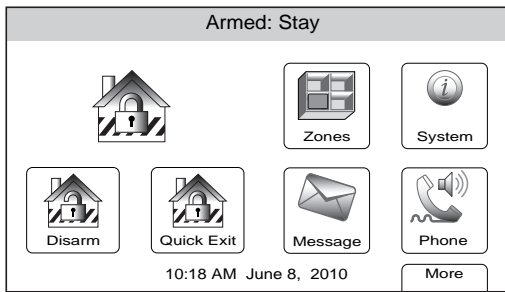 Armed: Stay
Zones
System
Disarm
Quick Exit
Message
Phone
10:18 AM June 8, 2010
More